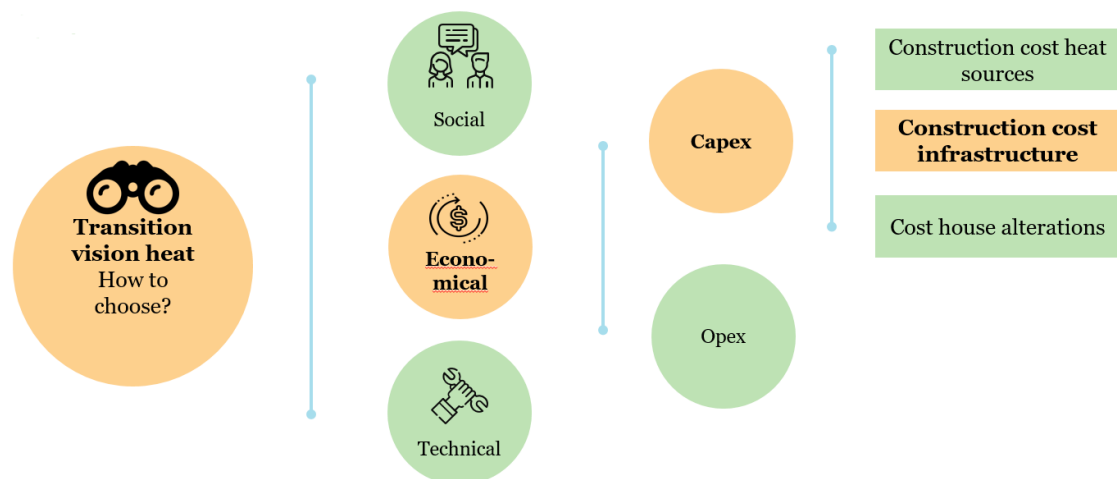 Transition
vision heat
How to
choose?
Social
Econo-
mical
Technical
Capex
Opex
Construction cost heat
sources
Construction cost
infrastructure
Cost house alterations